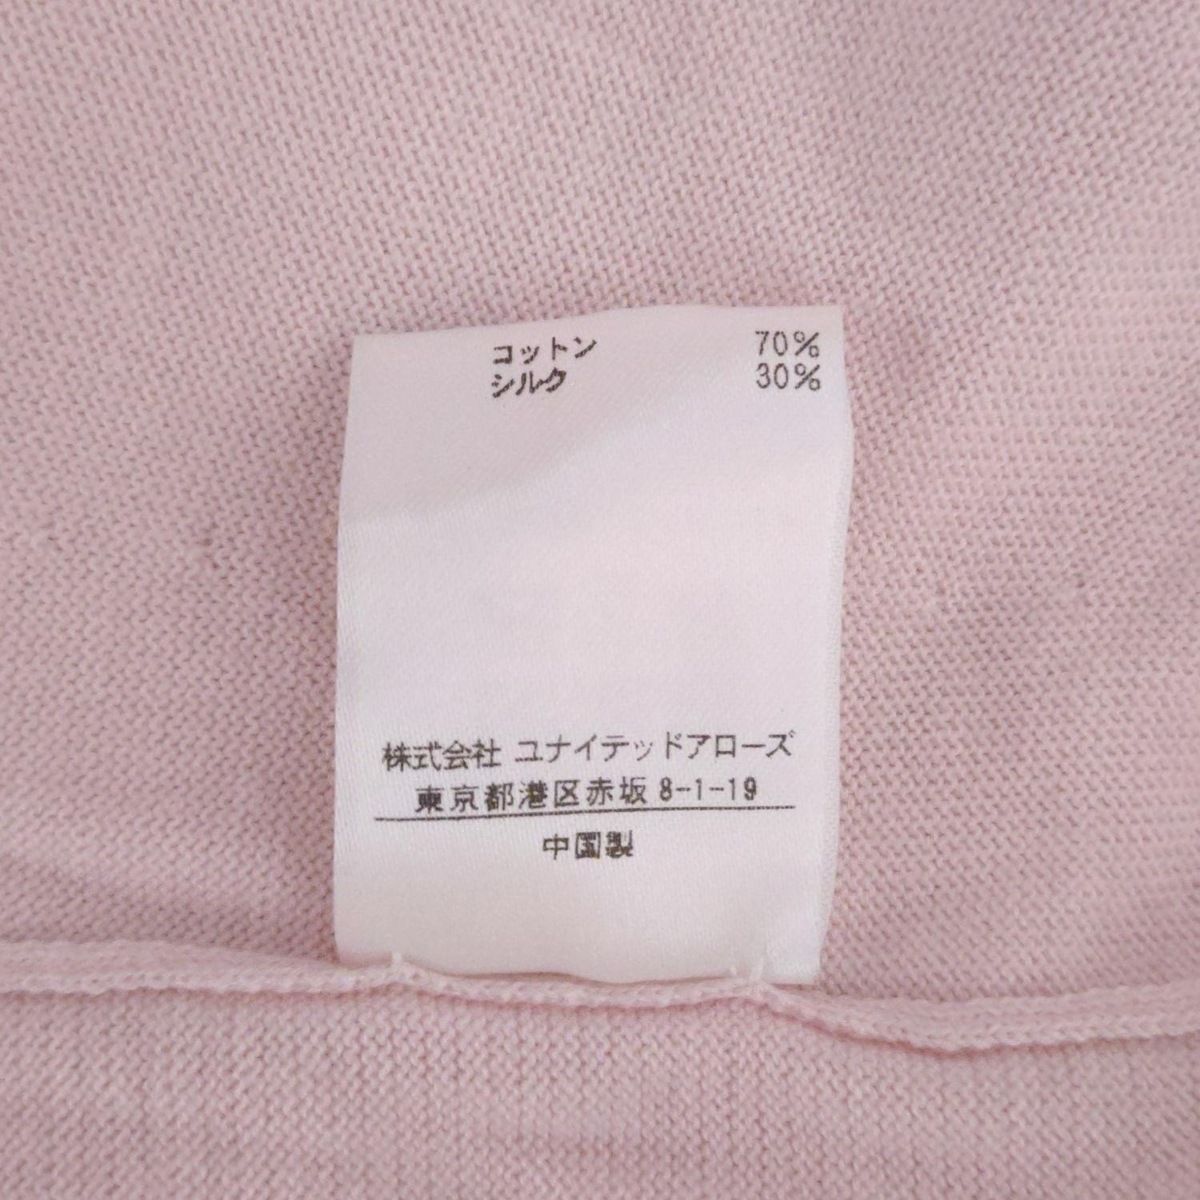 コットン 70%
シルク 30%
株式会社 ユナイテッドアローズ
東京都港区赤坂 8-1-19
中国製